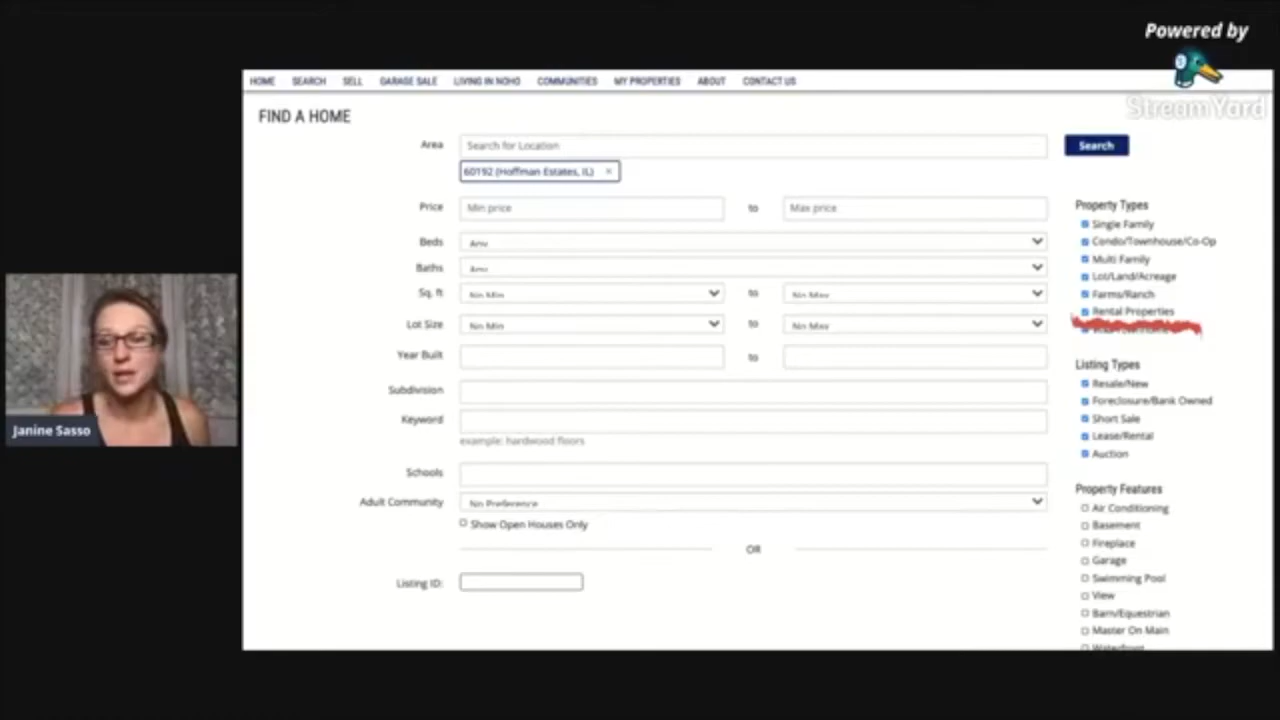 Powered by
StreamYard
HOME SEARCH SELL GARAGE SALE LIVING IN NOHO COMMUNITIES MY PROPERTIES ABOUT CONTACT US
FIND A HOME
Area Search for Location Search
60192 (Hoffman Estates, IL) ×
Price Min price to Max price
Beds Any
Baths Any
Sq. ft No Min to No Max
Lot Size No Min to No Max
Year Built to
Subdivision
Keyword
example: hardwood floors
Schools
Adult Community No Preference
Show Open Houses Only
OR
Listing ID:
Property Types
Single Family
Condo/Townhouse/Co-Op
Multi Family
Lot/Land/Acreage
Farms/Ranch
Rental Properties
Listing Types
Resale/New
Foreclosure/Bank Owned
Short Sale
Lease/Rental
Auction
Property Features
Air Conditioning
Basement
Fireplace
Garage
Swimming Pool
View
Barn/Equestrian
Master On Main
Waterfront
Janine Sasso